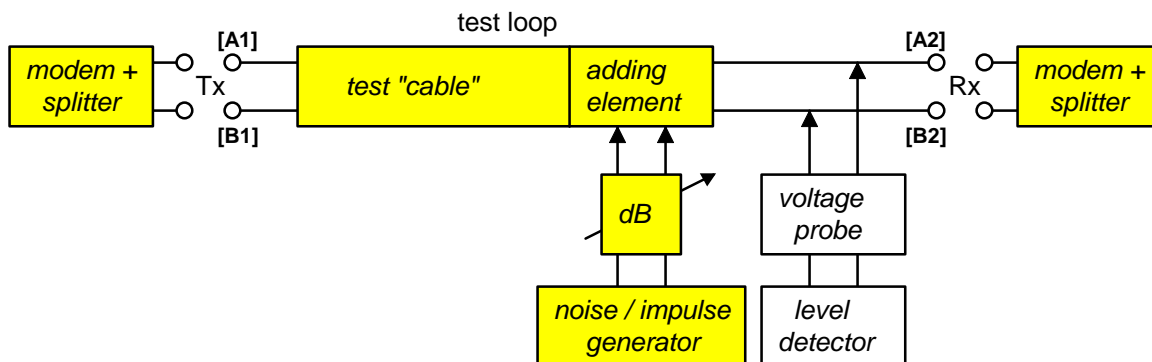 test loop
[A1]
[A2]
modem +
splitter
Tx
test "cable"
adding
element
Rx
modem +
splitter
[B1]
[B2]
dB
voltage
probe
noise / impulse
generator
level
detector